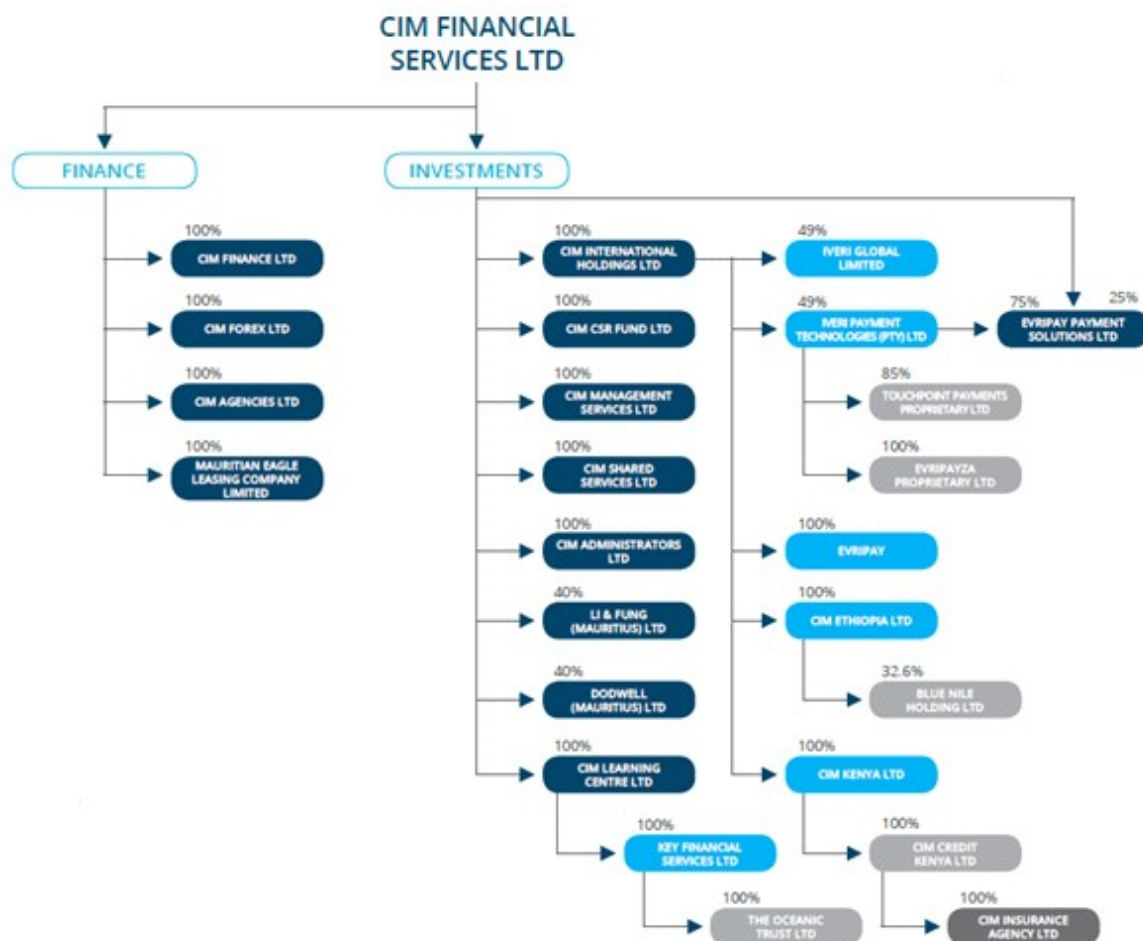 CIM FINANCIAL
SERVICES LTD
FINANCE
INVESTMENTS
100%
CIM FINANCE LTD
100%
CIM FOREX LTD
100%
CIM AGENCIES LTD
100%
MAURITIAN EAGLE
LEASING COMPANY
LIMITED
100%
CIM INTERNATIONAL
HOLDINGS LTD
100%
CIM CSR FUND LTD
100%
CIM MANAGEMENT
SERVICES LTD
100%
CIM SHARED
SERVICES LTD
100%
CIM ADMINISTRATORS
LTD
40%
LI & FUNG
(MAURITIUS) LTD
40%
DODWELL
(MAURITIUS) LTD
100%
CIM LEARNING
CENTRE LTD
100%
KEY FINANCIAL
SERVICES LTD
100%
THE OCEANIC
TRUST LTD
49%
IVERI GLOBAL
LIMITED
49%
IVERI PAYMENT
TECHNOLOGIES (PTY) LTD
75% 25%
EVRIPAY PAYMENT
SOLUTIONS LTD
85%
TOUCHPOINT PAYMENTS
PROPRIETARY LTD
100%
EVRIPAYZA
PROPRIETARY LTD
100%
EVRIPAY
100%
CIM ETHIOPIA LTD
32.6%
BLUE NILE
HOLDING LTD
100%
CIM KENYA LTD
100%
CIM CREDIT
KENYA LTD
100%
CIM INSURANCE
AGENCY LTD